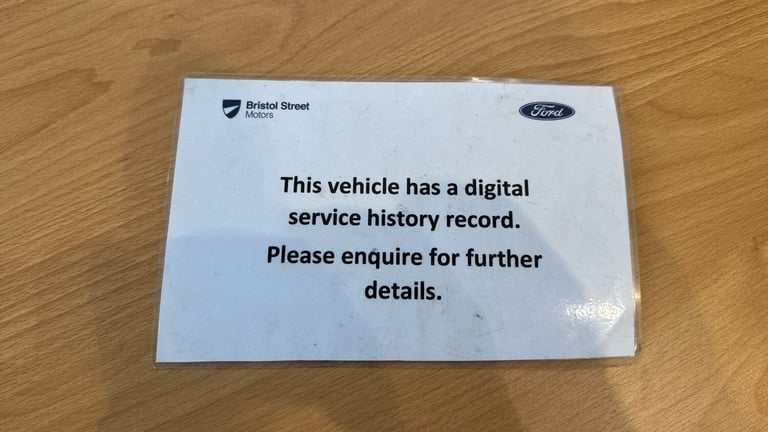 Bristol Street
Motors
Ford
This vehicle has a digital
service history record.
Please enquire for further
details.